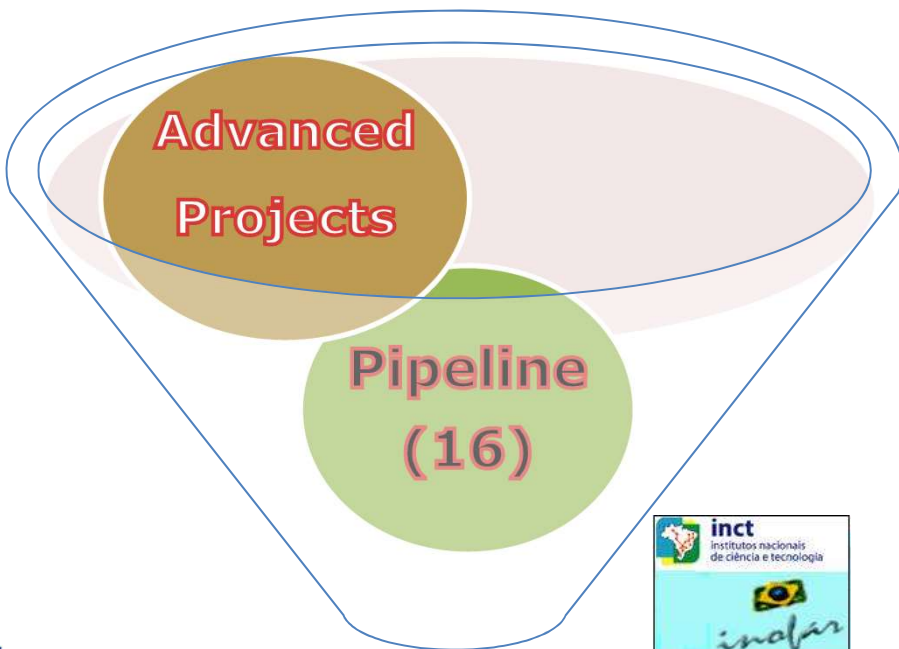 Advanced
Projects
Pipeline
(16)
inct
institutos nacionais
de ciência e tecnologia
inofar